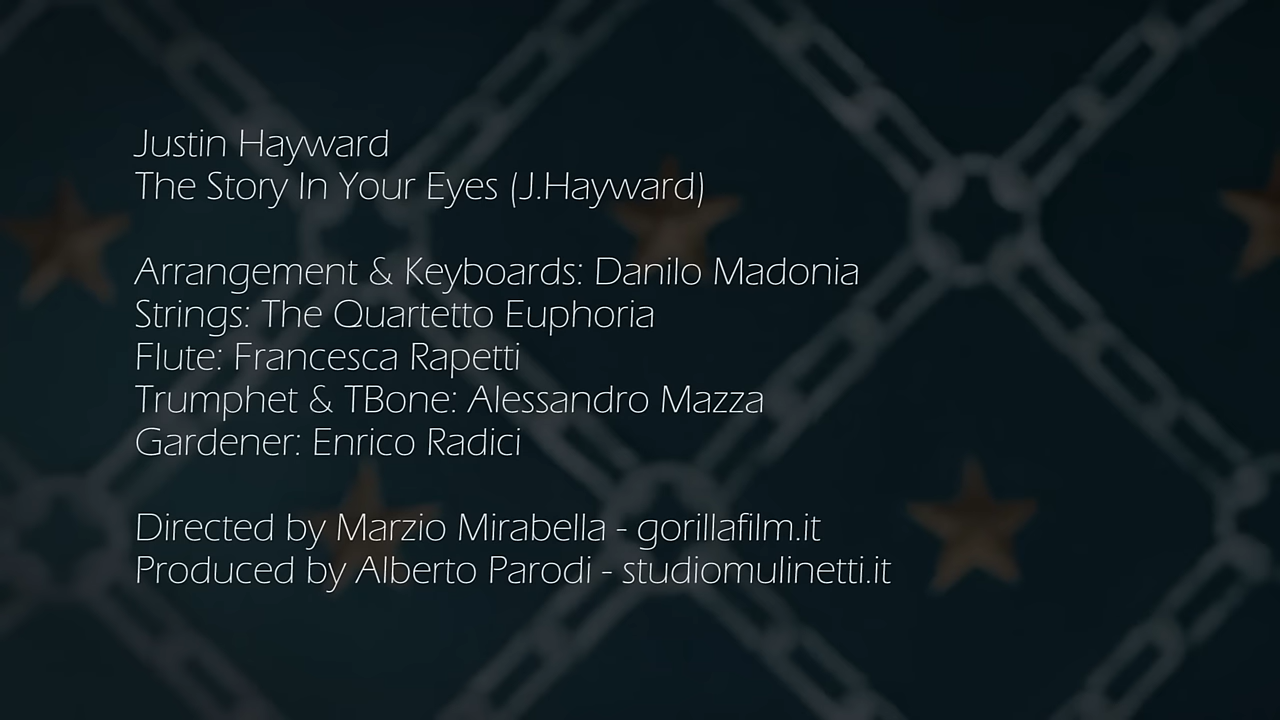 Justin Hayward
The Story In Your Eyes (J.Hayward)
Arrangement & Keyboards: Danilo Madonia
Strings: The Quartetto Euphoria
Flute: Francesca Rapetti
Trumphet & TBone: Alessandro Mazza
Gardener: Enrico Radici
Directed by Marzio Mirabella - gorillafilm.it
Produced by Alberto Parodi - studiomulinetti.it